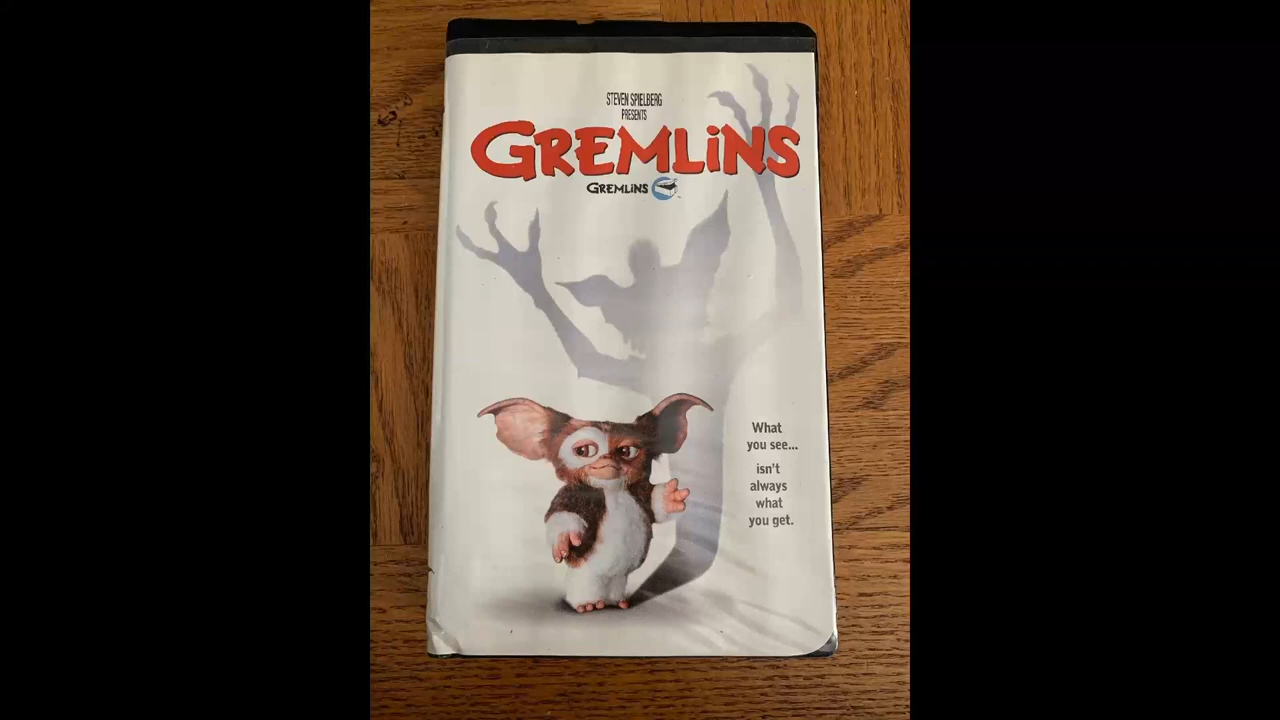 STEVEN SPIELBERG
PRESENTS
GREMLiNS
GREMLiNS
What
you see...
isn't
always
what
you get.